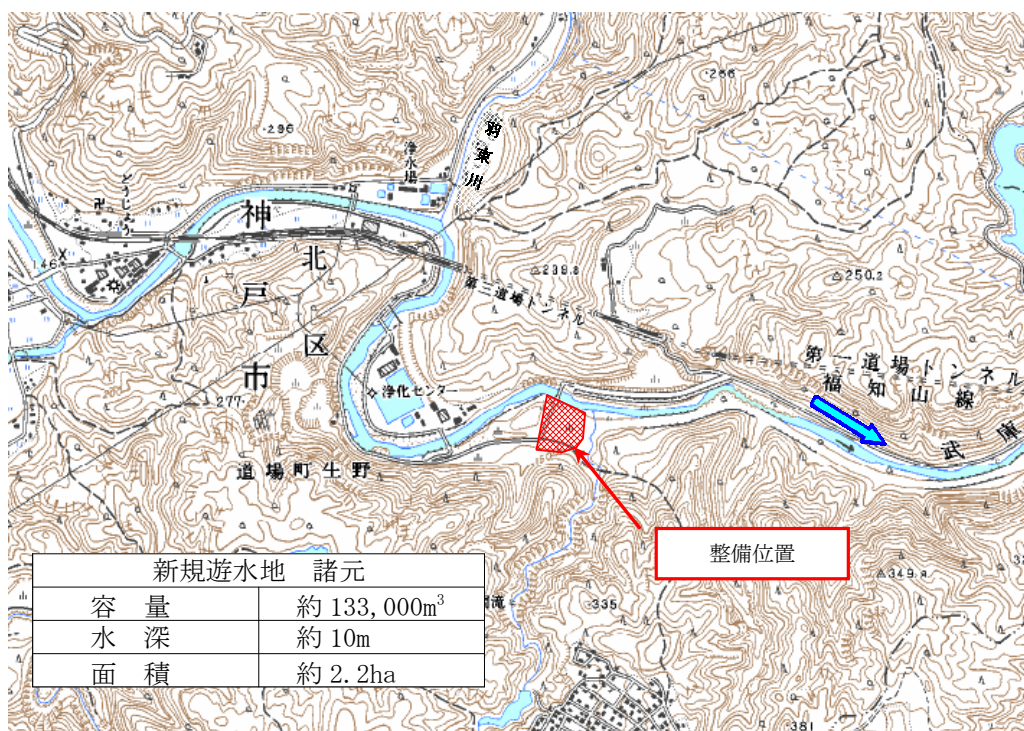 ・266
・296
羽束川
浄水場
卍
どうじょう
神戸市
北区
146
△239.8
第二道場トンネル
△250.2
第一道場トンネル
福知山線
武庫
浄化センター
277・
道場町生野
整備位置
新規遊水地 諸元
容 量 約133,000m³
水 深 約10m
面 積 約2.2ha
・335
△349.8
・381